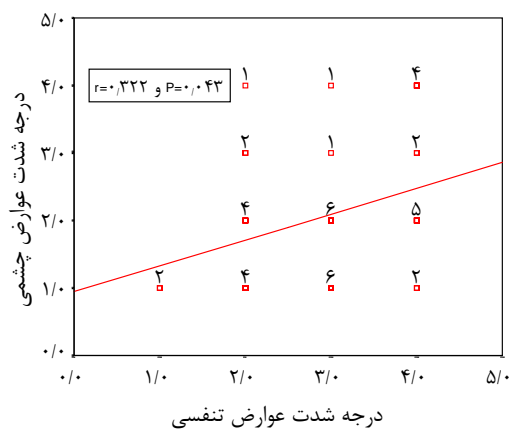 ۵/۰
۴/۰
۳/۰
۲/۰
۱/۰
۰/۰
درجه شدت عوارض چشمی
r=۰٫۳۲۲ و P=۰٫۰۴۳
۱ ۱ ۴
۲ ۱ ۲
۴ ۶ ۵
۲ ۴ ۶ ۲
۰/۰ ۱/۰ ۲/۰ ۳/۰ ۴/۰ ۵/۰
درجه شدت عوارض تنفسی